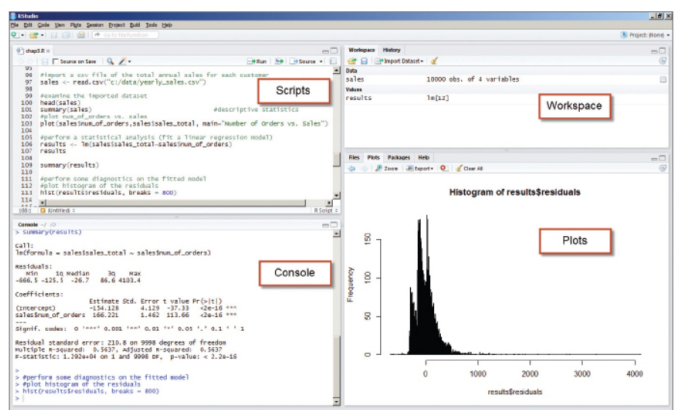 RStudio
File Edit Code View Plots Session Project Build Tools Help
Go to file/function
Project: (None)
chap3.R
Source on Save
Run
Source
95
96 #import a csv file of the total annual sales for each customer
97 sales <- read.csv("c:/data/yearly_sales.csv")
98
99 #examine the imported dataset
100 head(sales)
101 summary(sales) #descriptive statistics
102 #plot num_of_orders vs. sales
103 plot(sales$num_of_orders,sales$sales_total, main="Number of Orders vs. Sales")
104
105 #perform a statistical analysis (fit a linear regression model)
106 results <- lm(sales$sales_total~sales$num_of_orders)
107 results
108
109 summary(results)
110
111 #perform some diagnostics on the fitted model
112 #plot histogram of the residuals
113 hist(results$residuals, breaks = 800)
114
(Untitled)
R Script
Scripts
Console
> summary(results)
Call:
lm(formula = sales$sales_total ~ sales$num_of_orders)
Residuals:
Min 1Q Median 3Q Max
-666.5 -125.5 -26.7 86.6 4103.4
Coefficients:
Estimate Std. Error t value Pr(>|t|)
(Intercept) -154.128 4.129 -37.33 <2e-16 ***
sales$num_of_orders 166.221 1.462 113.66 <2e-16 ***
---
Signif. codes: 0 '***' 0.001 '**' 0.01 '*' 0.05 '.' 0.1 ' ' 1
Residual standard error: 210.8 on 9998 degrees of freedom
Multiple R-squared: 0.5637, Adjusted R-squared: 0.5637
F-statistic: 1.292e+04 on 1 and 9998 DF, p-value: < 2.2e-16
>
> #perform some diagnostics on the fitted model
> #plot histogram of the residuals
> hist(results$residuals, breaks = 800)
>
Console
Workspace History
Import Dataset
Data
sales 10000 obs. of 4 variables
Values
results lm[12]
Workspace
Files Plots Packages Help
Zoom Export Clear All
Histogram of results$residuals
Plots
Frequency
0 50 100 150
0 1000 2000 3000 4000
results$residuals